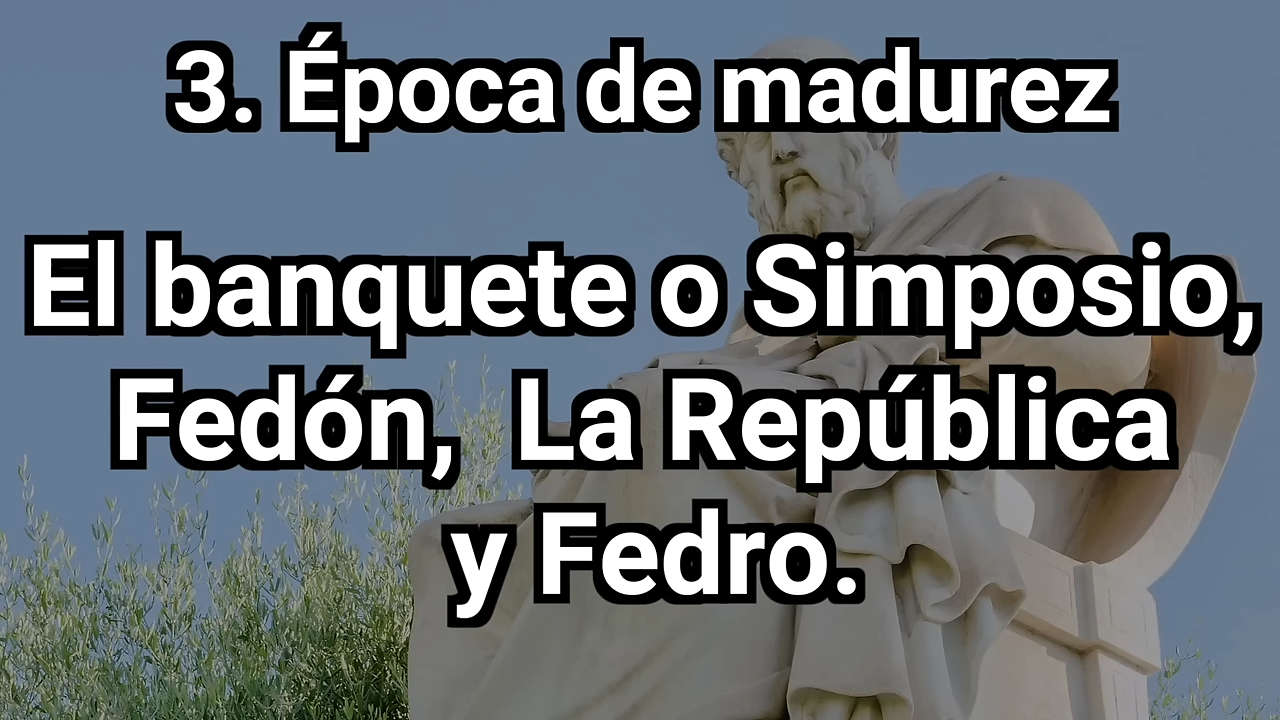 3. Época de madurez
El banquete o Simposio,
Fedón, La República
y Fedro.